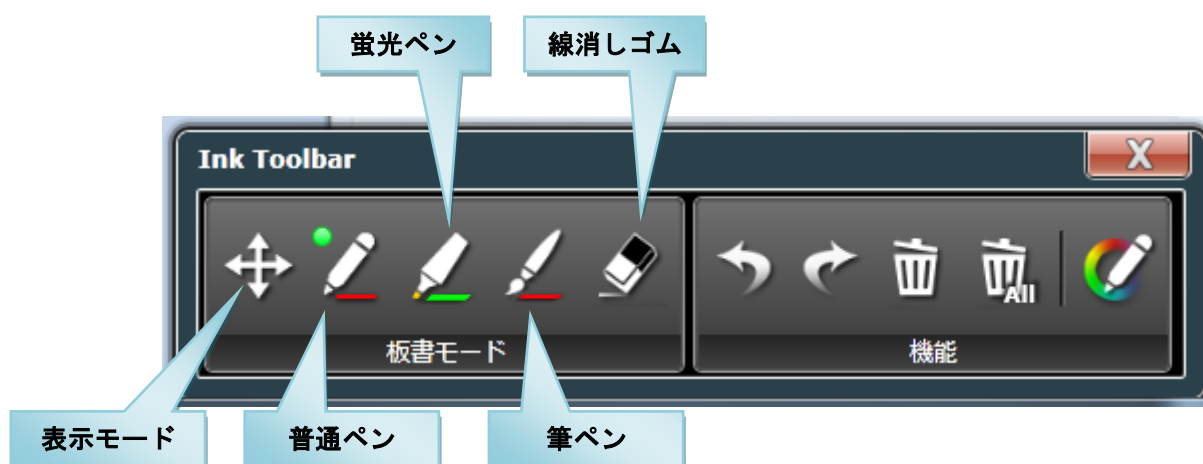 蛍光ペン
線消しゴム
Ink Toolbar
X
All
板書モード
機能
表示モード
普通ペン
筆ペン